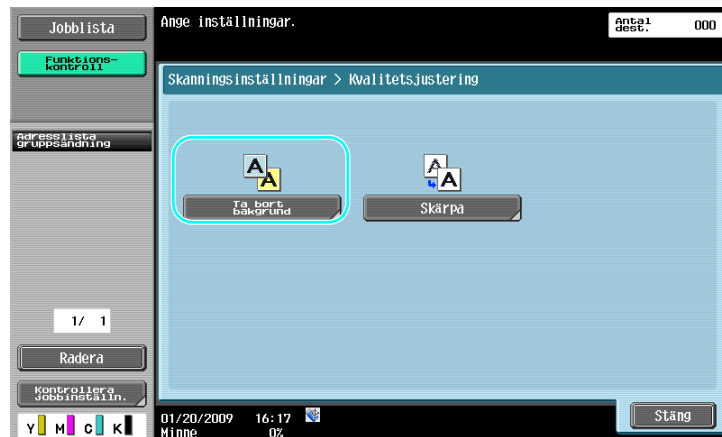 Jobblista
Funktions-
kontroll
Adresslista
gruppsändning
1/ 1
Radera
Kontrollera
jobbinställn.
Y M C K
Ange inställningar.
Antal
dest.
000
Skanningsinställningar > Kvalitetsjustering
Ta bort
bakgrund
Skärpa
01/20/2009 16:17
Minne 0%
Stäng